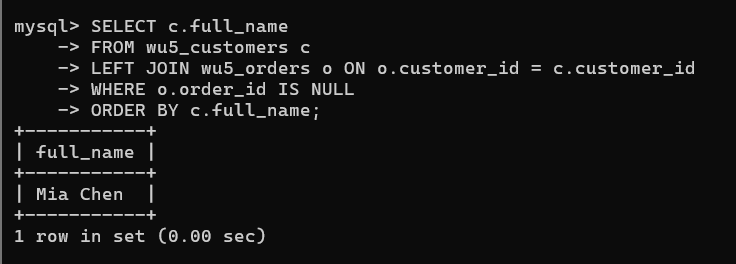 mysql> SELECT c.full_name
    -> FROM wu5_customers c
    -> LEFT JOIN wu5_orders o ON o.customer_id = c.customer_id
    -> WHERE o.order_id IS NULL
    -> ORDER BY c.full_name;
+-----------+
| full_name |
+-----------+
| Mia Chen  |
+-----------+
1 row in set (0.00 sec)